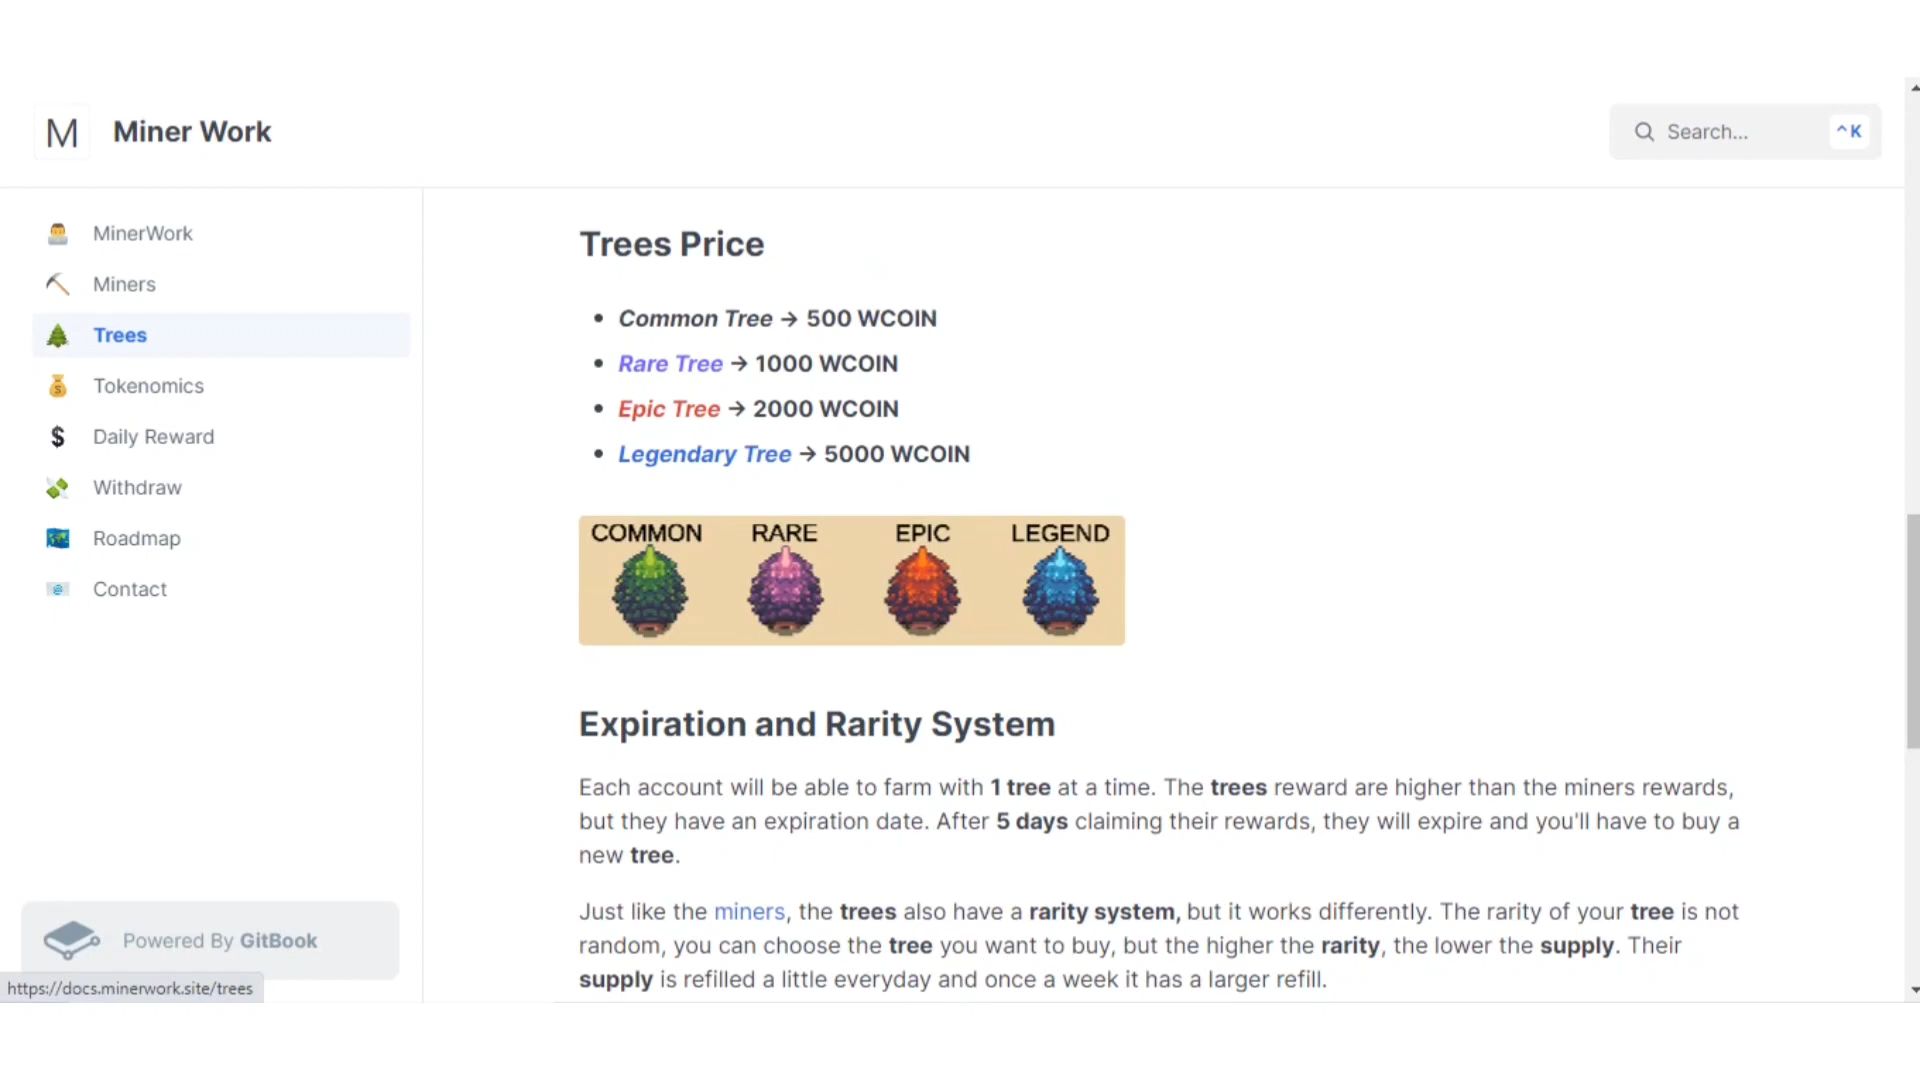 M Miner Work
Search... ^K
MinerWork
Miners
Trees
Tokenomics
$ Daily Reward
Withdraw
Roadmap
Contact
Powered By GitBook
https://docs.minerwork.site/trees
Trees Price
• Common Tree → 500 WCOIN
• Rare Tree → 1000 WCOIN
• Epic Tree → 2000 WCOIN
• Legendary Tree → 5000 WCOIN
COMMON RARE EPIC LEGEND
Expiration and Rarity System
Each account will be able to farm with 1 tree at a time. The trees reward are higher than the miners rewards,
but they have an expiration date. After 5 days claiming their rewards, they will expire and you'll have to buy a
new tree.
Just like the miners, the trees also have a rarity system, but it works differently. The rarity of your tree is not
random, you can choose the tree you want to buy, but the higher the rarity, the lower the supply. Their
supply is refilled a little everyday and once a week it has a larger refill.